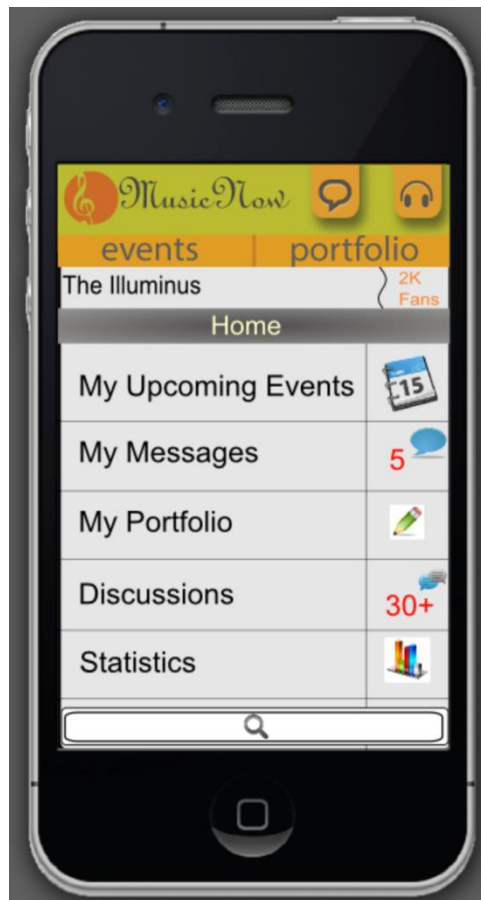 MusicNow
events portfolio
The Illuminus 2K
Fans
Home
My Upcoming Events 15
My Messages 5
My Portfolio
Discussions 30+
Statistics